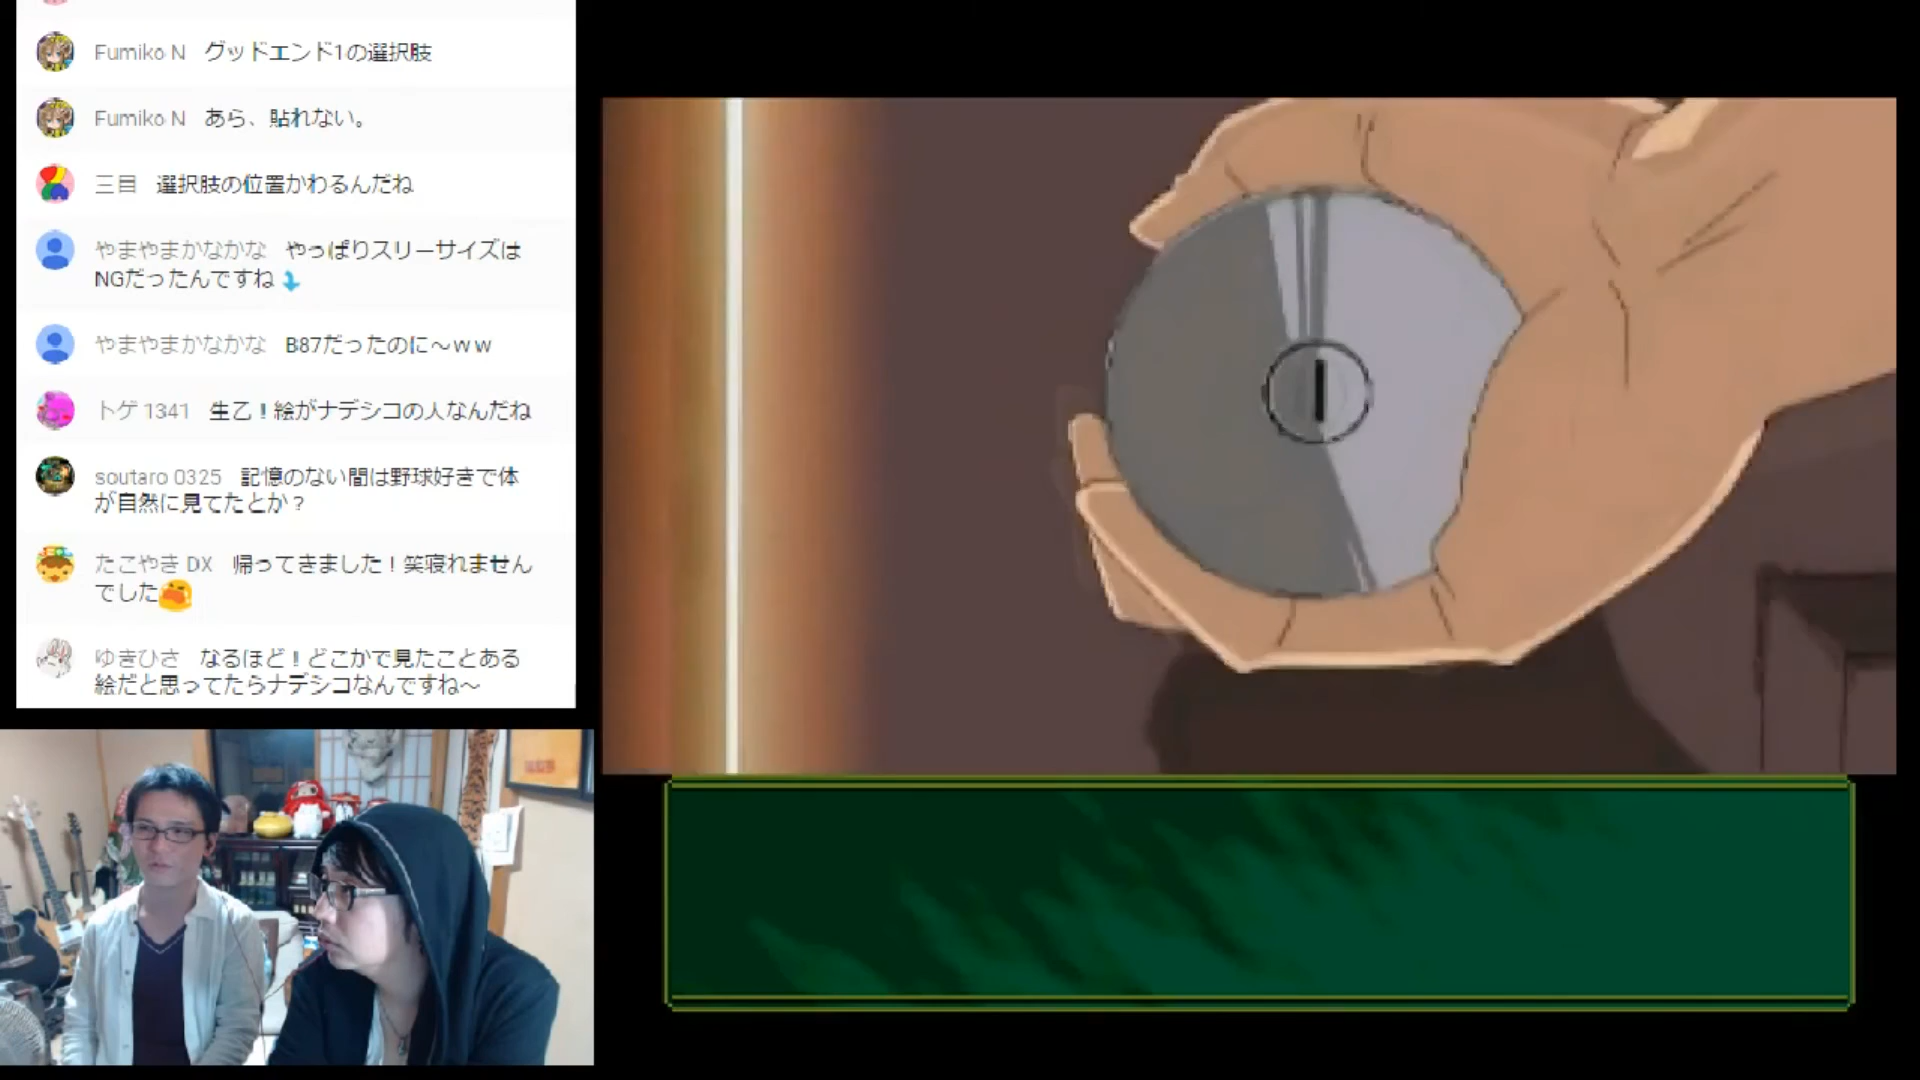 Fumiko N グッドエンド1の選択肢
Fumiko N あら、貼れない。
三目 選択肢の位置かわるんだね
やまやまかなかな やっぱりスリーサイズは
NGだったんですね
やまやまかなかな B87だったのに～ｗｗ
トゲ 1341 生乙！絵がナデシコの人なんだね
soutaro 0325 記憶のない間は野球好きで体
が自然に見てたとか？
たこやき DX 帰ってきました！笑寝れません
でした
ゆきひさ なるほど！どこかで見たことある
絵だと思ってたらナデシコなんですね～